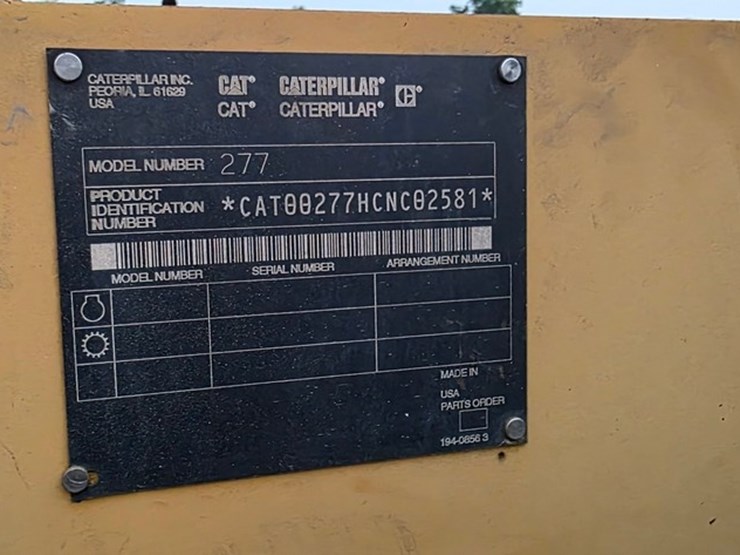 CATERPILLAR INC.
PEORIA, IL 61629
USA
CAT® CATERPILLAR®
CAT® CATERPILLAR®
MODEL NUMBER 277
PRODUCT
IDENTIFICATION
NUMBER
*CAT00277HCNC02581*
MODEL NUMBER SERIAL NUMBER ARRANGEMENT NUMBER
MADE IN
USA
PARTS ORDER
194-0856 3